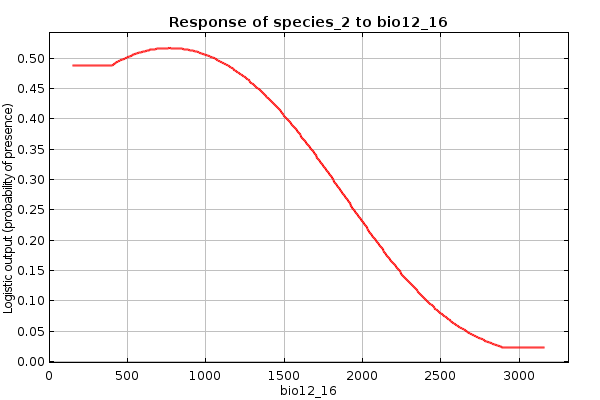 Response of species_2 to bio12_16
Logistic output (probability of presence)
0.50
0.45
0.40
0.35
0.30
0.25
0.20
0.15
0.10
0.05
0.00
0 500 1000 1500 2000 2500 3000
bio12_16